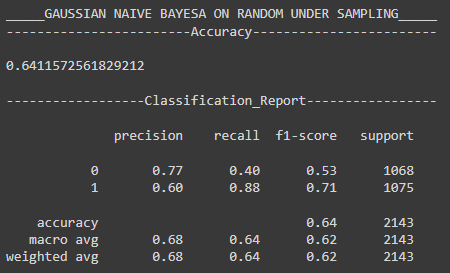 _____GAUSSIAN NAIVE BAYESA ON RANDOM UNDER SAMPLING_____
------------------------Accuracy------------------------
0.6411572561829212
------------------Classification_Report-----------------
precision    recall  f1-score   support
0       0.77      0.40      0.53      1068
1       0.60      0.88      0.71      1075
accuracy                           0.64      2143
macro avg       0.68      0.64      0.62      2143
weighted avg       0.68      0.64      0.62      2143